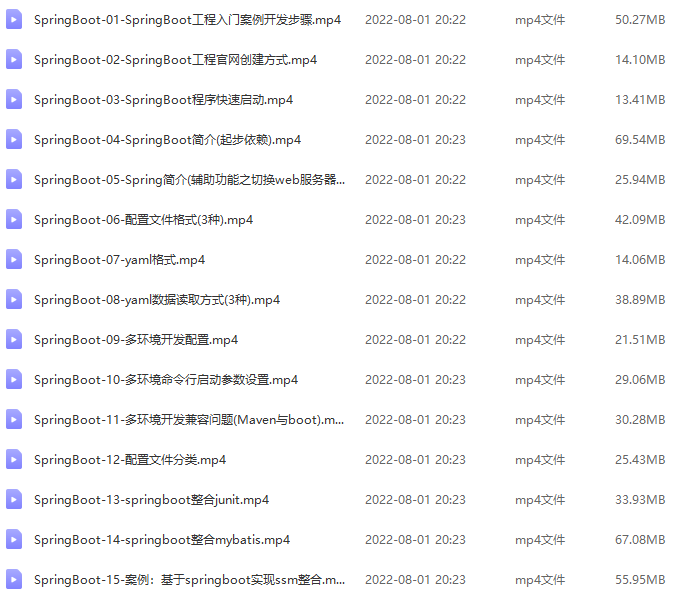 SpringBoot-01-SpringBoot工程入门案例开发步骤.mp4 2022-08-01 20:22 mp4文件 50.27MB
SpringBoot-02-SpringBoot工程官网创建方式.mp4 2022-08-01 20:22 mp4文件 14.10MB
SpringBoot-03-SpringBoot程序快速启动.mp4 2022-08-01 20:22 mp4文件 13.41MB
SpringBoot-04-SpringBoot简介(起步依赖).mp4 2022-08-01 20:23 mp4文件 69.54MB
SpringBoot-05-Spring简介(辅助功能之切换web服务器... 2022-08-01 20:22 mp4文件 25.94MB
SpringBoot-06-配置文件格式(3种).mp4 2022-08-01 20:23 mp4文件 42.09MB
SpringBoot-07-yaml格式.mp4 2022-08-01 20:22 mp4文件 14.06MB
SpringBoot-08-yaml数据读取方式(3种).mp4 2022-08-01 20:22 mp4文件 38.89MB
SpringBoot-09-多环境开发配置.mp4 2022-08-01 20:22 mp4文件 21.51MB
SpringBoot-10-多环境命令行启动参数设置.mp4 2022-08-01 20:23 mp4文件 29.06MB
SpringBoot-11-多环境开发兼容问题(Maven与boot).m... 2022-08-01 20:23 mp4文件 30.28MB
SpringBoot-12-配置文件分类.mp4 2022-08-01 20:23 mp4文件 25.43MB
SpringBoot-13-springboot整合junit.mp4 2022-08-01 20:23 mp4文件 33.93MB
SpringBoot-14-springboot整合mybatis.mp4 2022-08-01 20:23 mp4文件 67.08MB
SpringBoot-15-案例：基于springboot实现ssm整合.m... 2022-08-01 20:23 mp4文件 55.95MB